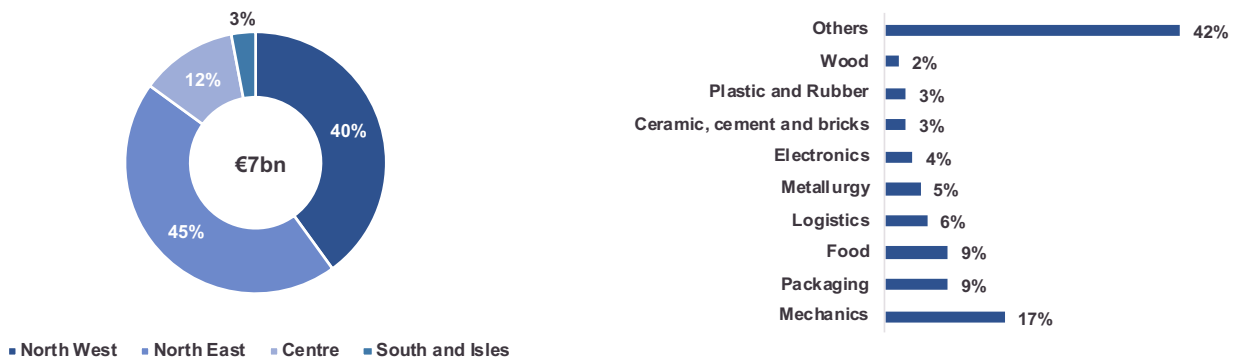 3%
12%
40%
€7bn
45%
North West
North East
Centre
South and Isles
Others
42%
Wood
2%
Plastic and Rubber
3%
Ceramic, cement and bricks
3%
Electronics
4%
Metallurgy
5%
Logistics
6%
Food
9%
Packaging
9%
Mechanics
17%